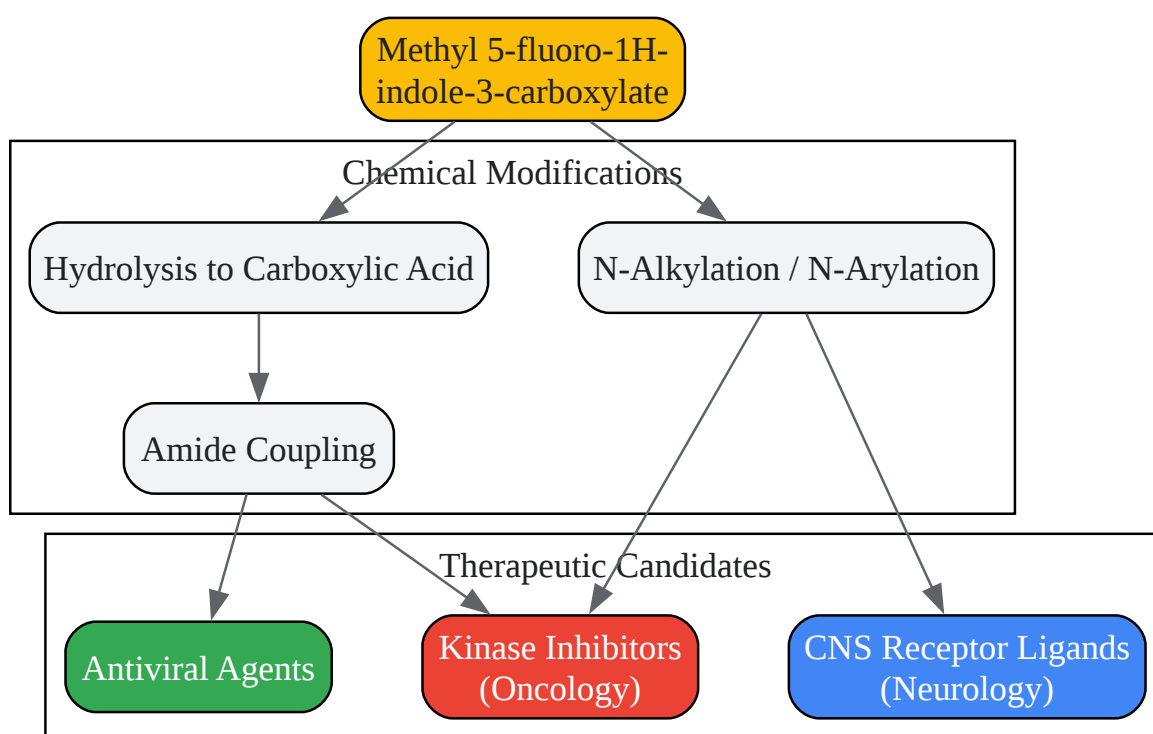 Methyl 5-fluoro-1H-
indole-3-carboxylate
Chemical Modifications
Hydrolysis to Carboxylic Acid
N-Alkylation / N-Arylation
Amide Coupling
Therapeutic Candidates
Antiviral Agents
Kinase Inhibitors
(Oncology)
CNS Receptor Ligands
(Neurology)